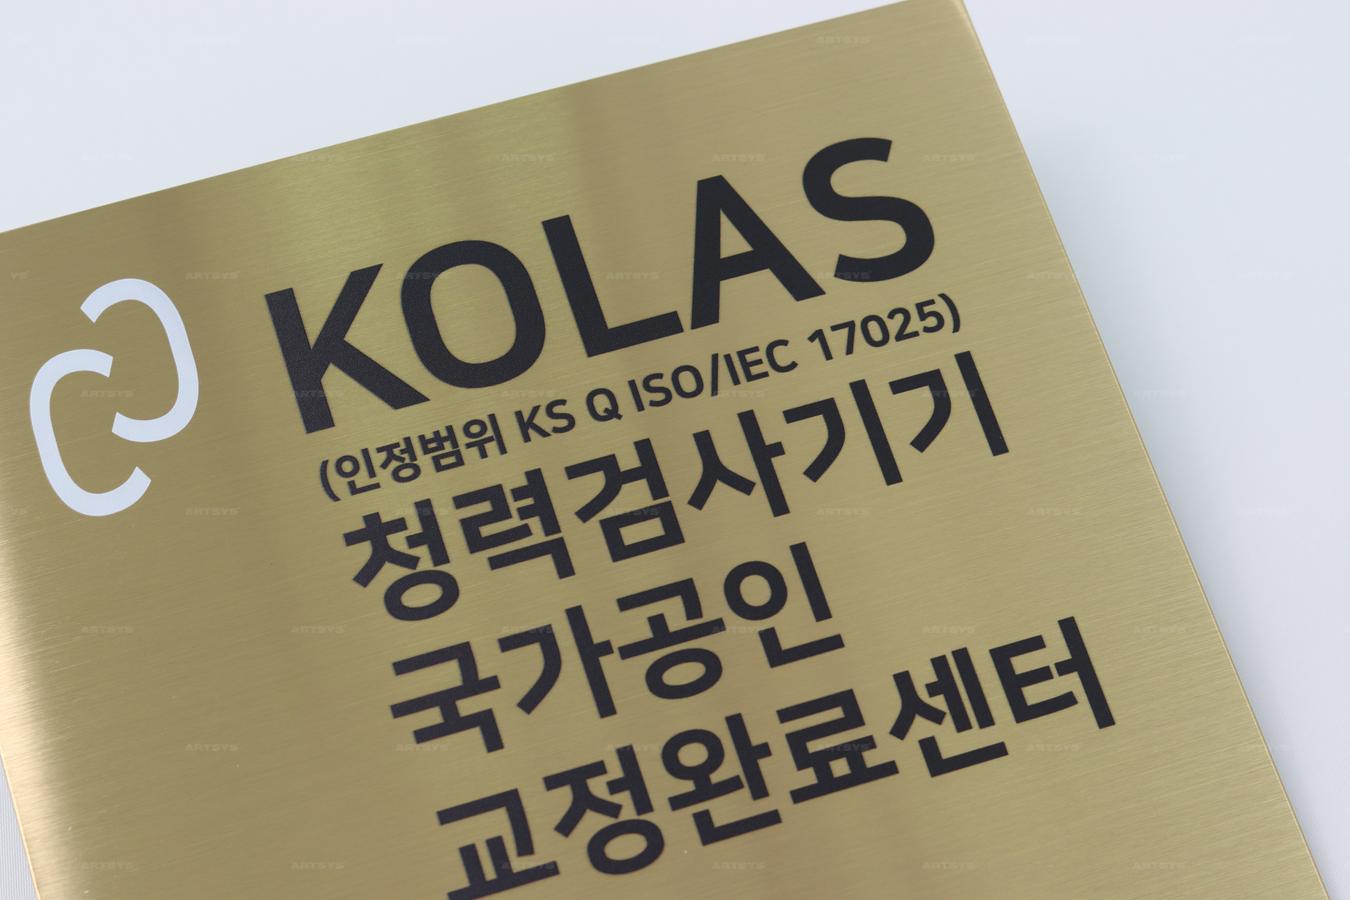 KOLAS
(인정범위 KS Q ISO/IEC 17025)
청력검사기기
국가공인
교정완료센터
ARTSYS